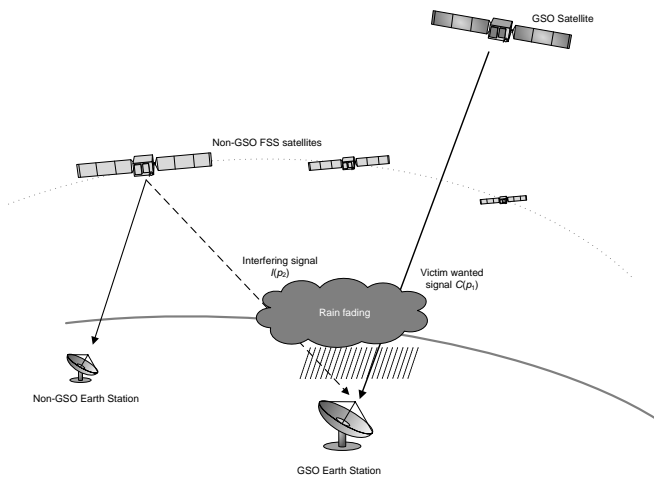 GSO Satellite
Non-GSO FSS satellites
Interfering signal
I(p₂)
Victim wanted
signal C(p₁)
Rain fading
Non-GSO Earth Station
GSO Earth Station